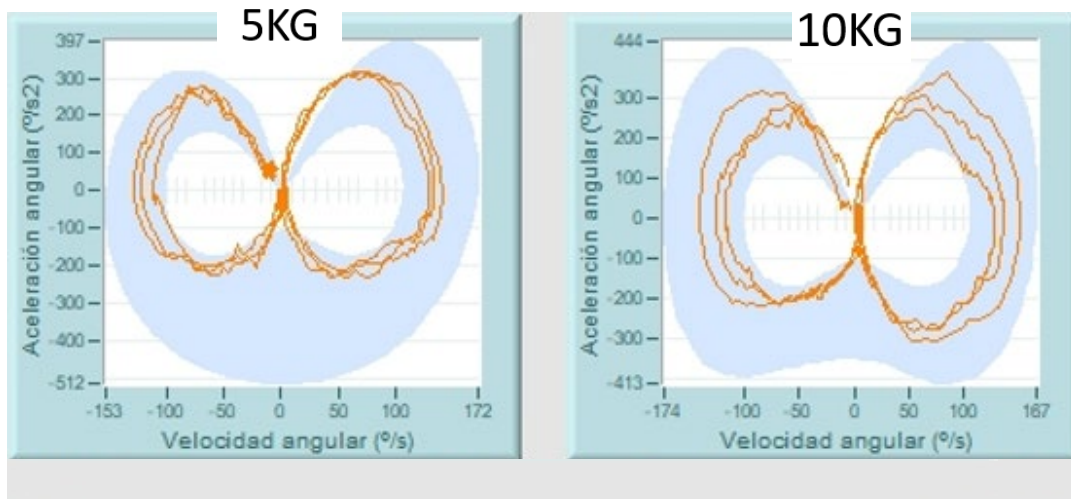 5KG
397
300
200
100
0
-100
-200
-300
-400
-512
Aceleración angular (º/s2)
-153 -100 -50 0 50 100 172
Velocidad angular (º/s)
10KG
444
300
200
100
0
-100
-200
-300
-413
Aceleración angular (º/s2)
-174 -100 -50 0 50 100 167
Velocidad angular (º/s)